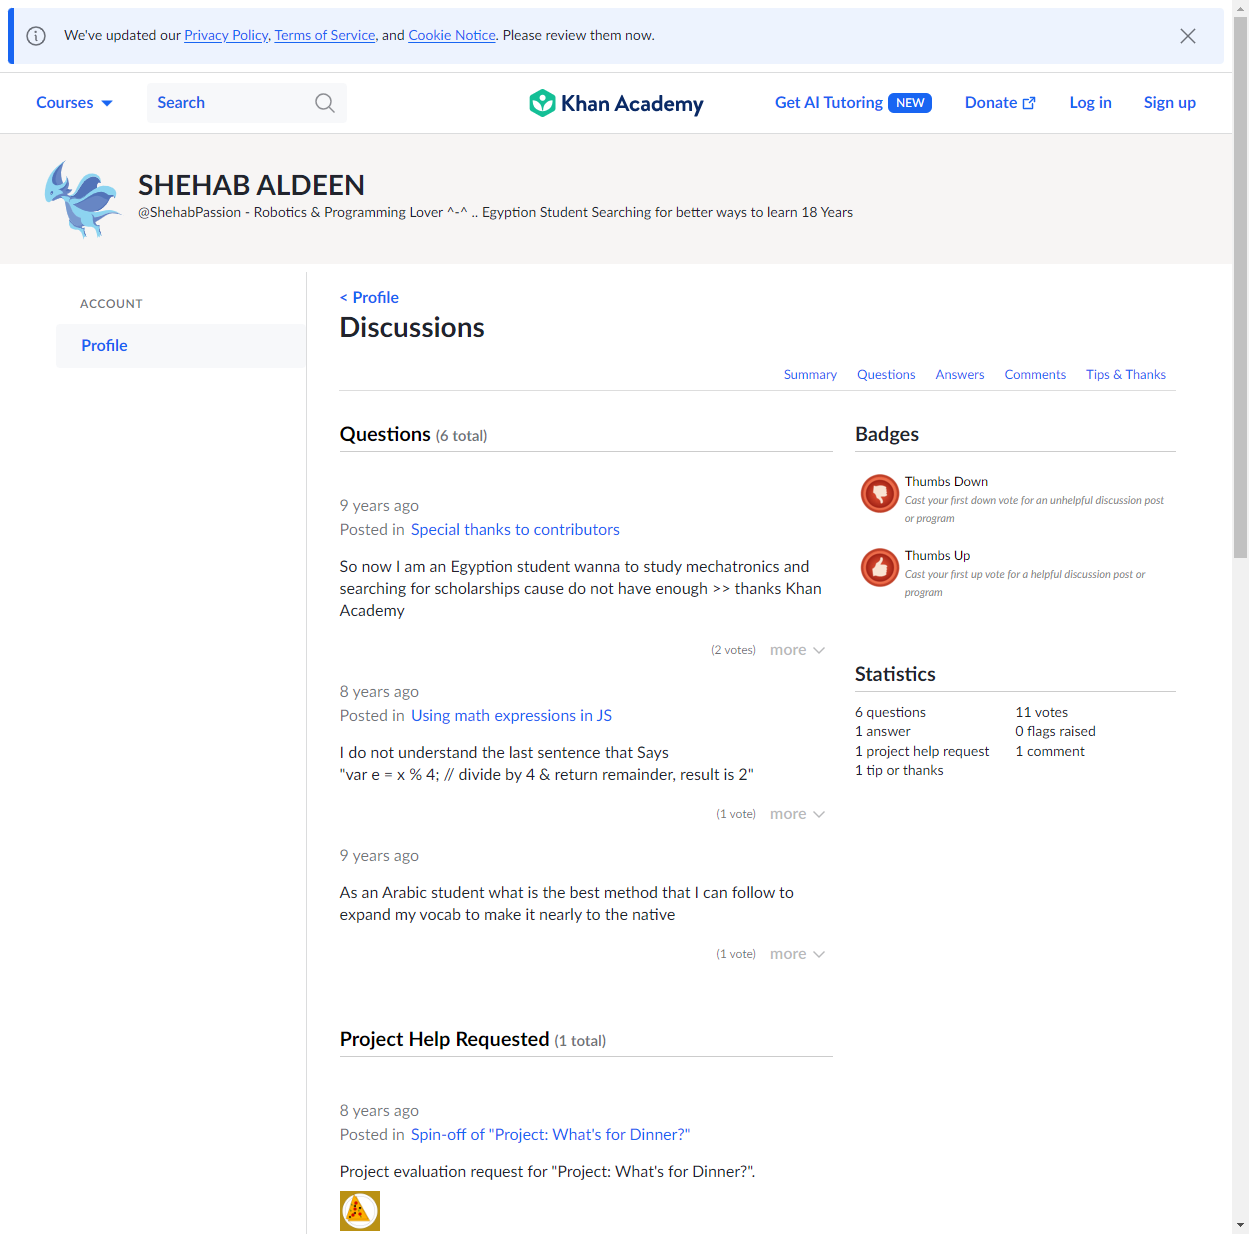 We've updated our Privacy Policy, Terms of Service, and Cookie Notice. Please review them now.
Courses
Search
Khan Academy
Get AI Tutoring NEW
Donate
Log in
Sign up
SHEHAB ALDEEN
@ShehabPassion - Robotics & Programming Lover ^-^ .. Egyption Student Searching for better ways to learn 18 Years
ACCOUNT
Profile
< Profile
Discussions
Summary
Questions
Answers
Comments
Tips & Thanks
Questions (6 total)
9 years ago
Posted in Special thanks to contributors
So now I am an Egyption student wanna to study mechatronics and
searching for scholarships cause do not have enough >> thanks Khan
Academy
(2 votes) more
8 years ago
Posted in Using math expressions in JS
I do not understand the last sentence that Says
"var e = x % 4; // divide by 4 & return remainder, result is 2"
(1 vote) more
9 years ago
As an Arabic student what is the best method that I can follow to
expand my vocab to make it nearly to the native
(1 vote) more
Project Help Requested (1 total)
8 years ago
Posted in Spin-off of "Project: What's for Dinner?"
Project evaluation request for "Project: What's for Dinner?".
Badges
Thumbs Down
Cast your first down vote for an unhelpful discussion post
or program
Thumbs Up
Cast your first up vote for a helpful discussion post or
program
Statistics
6 questions
1 answer
1 project help request
1 tip or thanks
11 votes
0 flags raised
1 comment